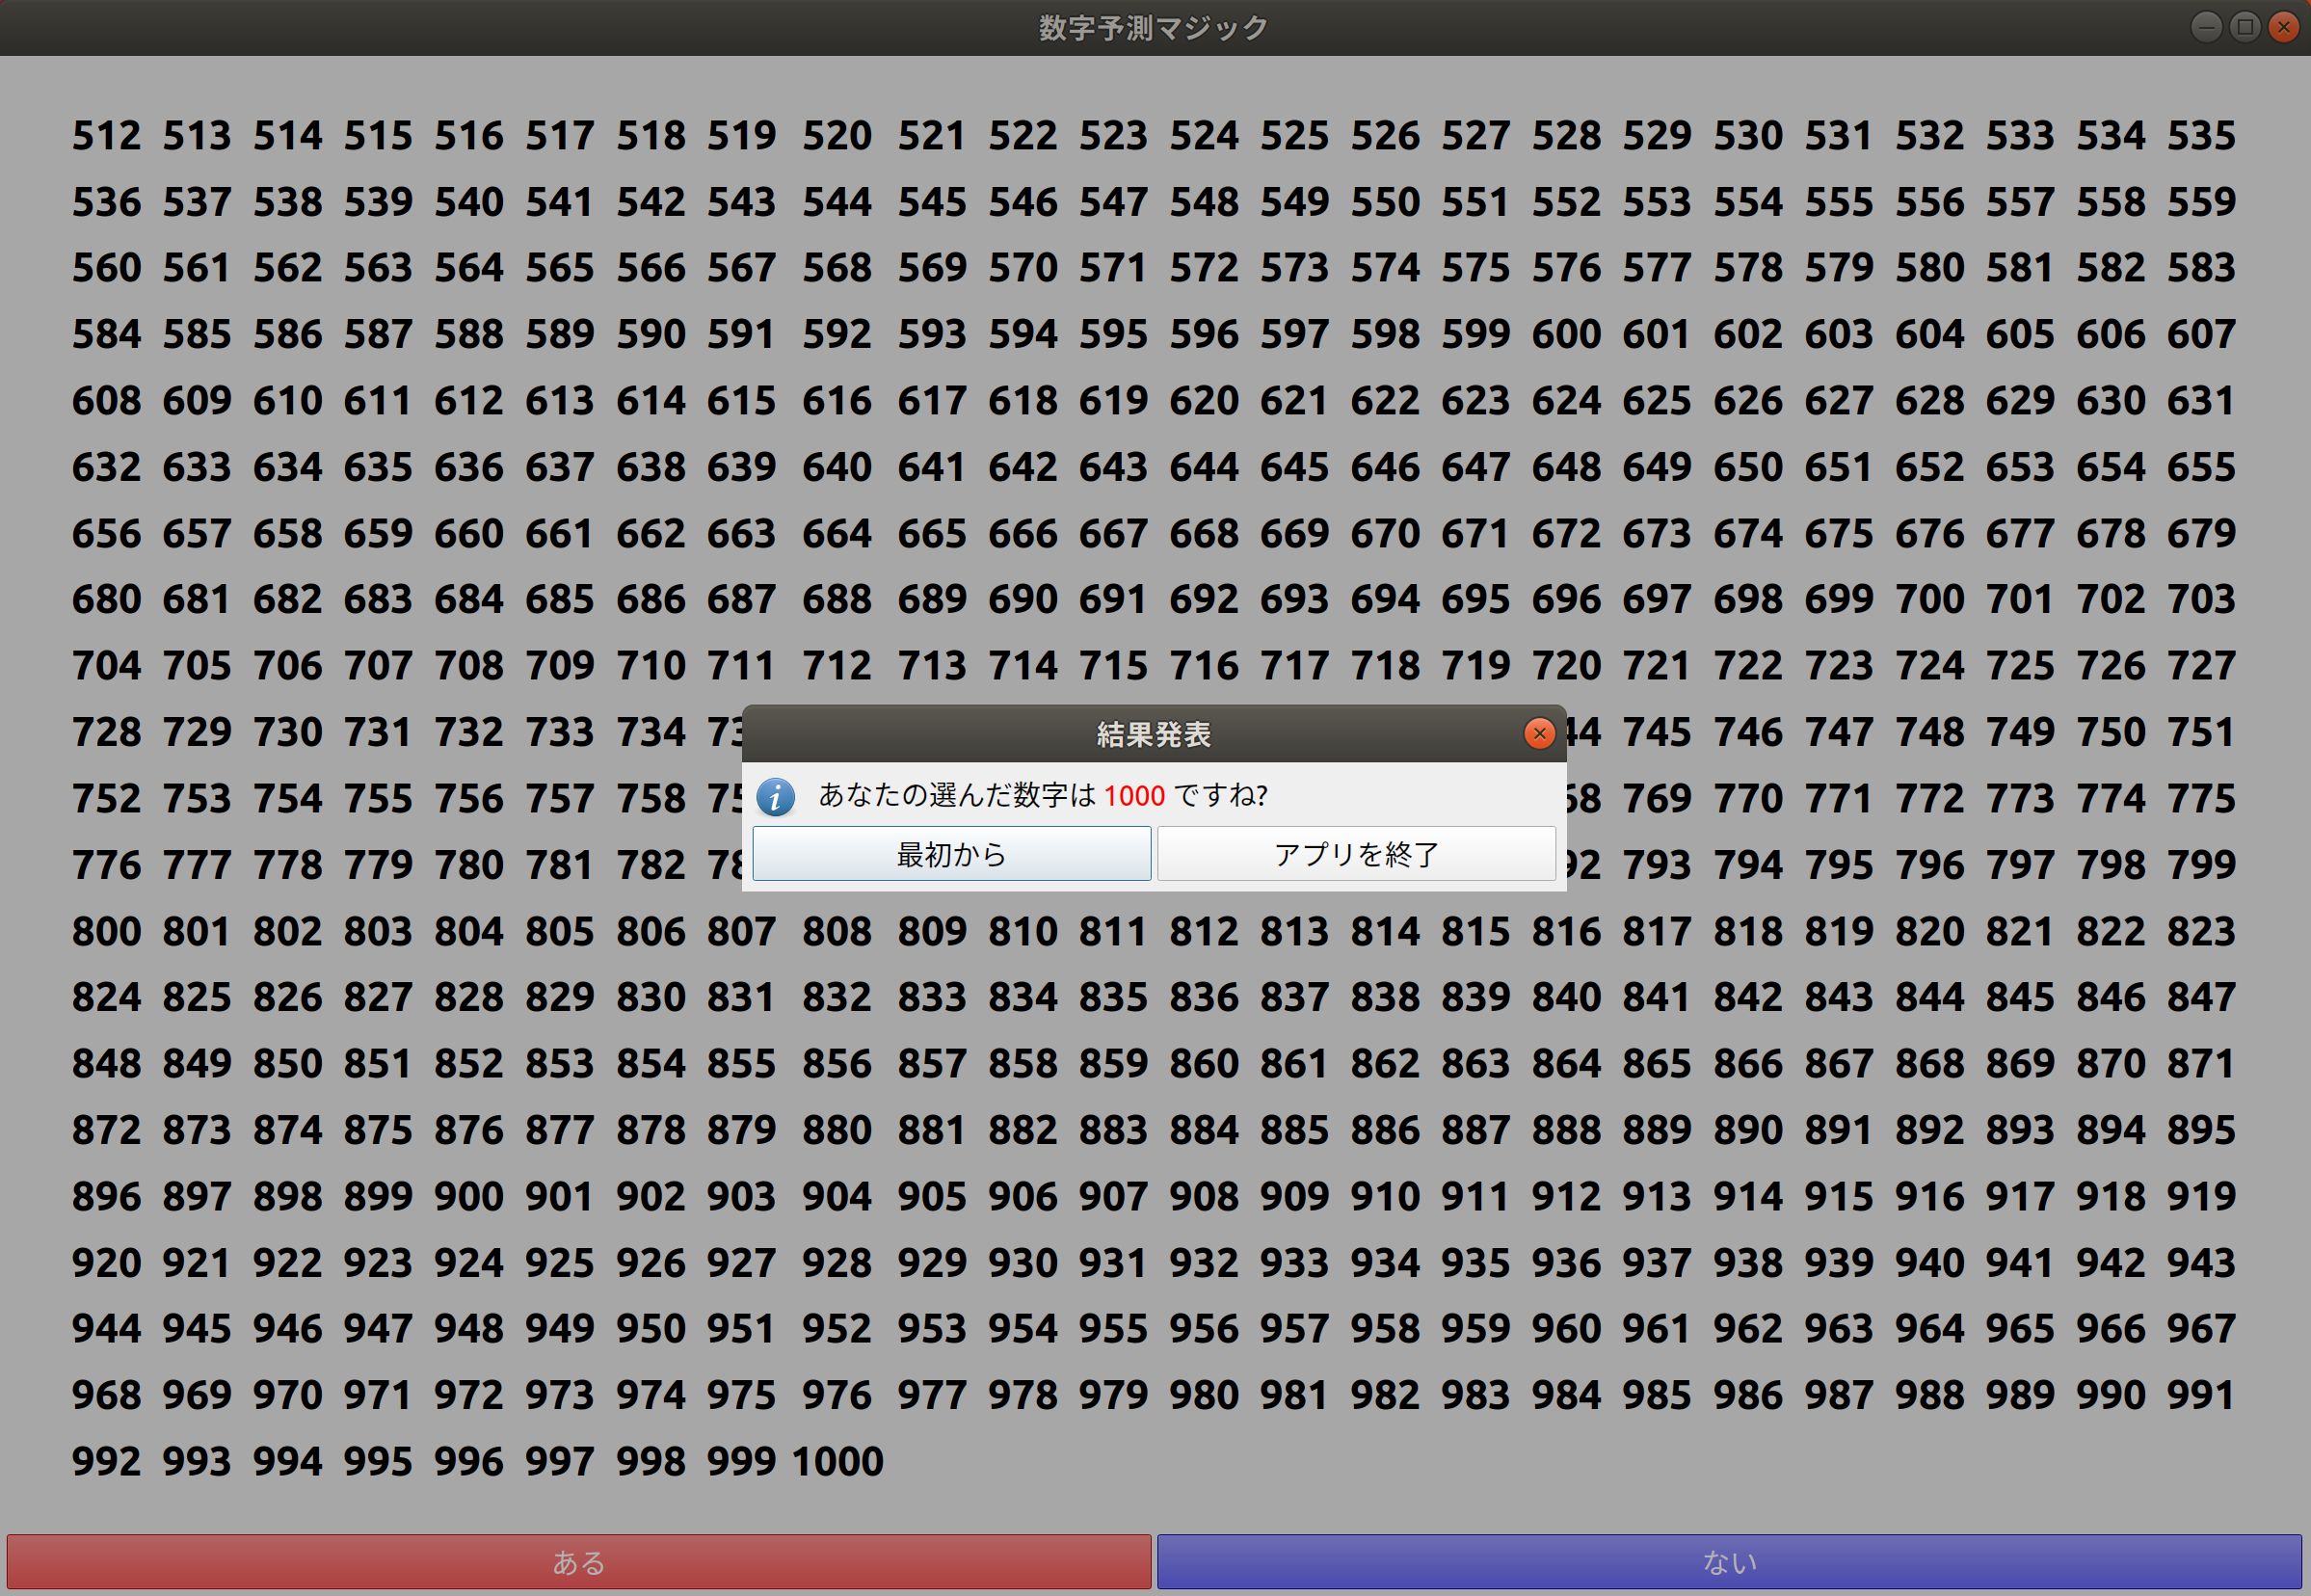 数字予測マジック
512 513 514 515 516 517 518 519 520 521 522 523 524 525 526 527 528 529 530 531 532 533 534 535
536 537 538 539 540 541 542 543 544 545 546 547 548 549 550 551 552 553 554 555 556 557 558 559
560 561 562 563 564 565 566 567 568 569 570 571 572 573 574 575 576 577 578 579 580 581 582 583
584 585 586 587 588 589 590 591 592 593 594 595 596 597 598 599 600 601 602 603 604 605 606 607
608 609 610 611 612 613 614 615 616 617 618 619 620 621 622 623 624 625 626 627 628 629 630 631
632 633 634 635 636 637 638 639 640 641 642 643 644 645 646 647 648 649 650 651 652 653 654 655
656 657 658 659 660 661 662 663 664 665 666 667 668 669 670 671 672 673 674 675 676 677 678 679
680 681 682 683 684 685 686 687 688 689 690 691 692 693 694 695 696 697 698 699 700 701 702 703
704 705 706 707 708 709 710 711 712 713 714 715 716 717 718 719 720 721 722 723 724 725 726 727
728 729 730 731 732 733 734 745 746 747 748 749 750 751
結果発表
752 753 754 755 756 757 758 769 770 771 772 773 774 775
あなたの選んだ数字は 1000 ですね?
776 777 778 779 780 781 782 793 794 795 796 797 798 799
最初から アプリを終了
800 801 802 803 804 805 806 807 808 809 810 811 812 813 814 815 816 817 818 819 820 821 822 823
824 825 826 827 828 829 830 831 832 833 834 835 836 837 838 839 840 841 842 843 844 845 846 847
848 849 850 851 852 853 854 855 856 857 858 859 860 861 862 863 864 865 866 867 868 869 870 871
872 873 874 875 876 877 878 879 880 881 882 883 884 885 886 887 888 889 890 891 892 893 894 895
896 897 898 899 900 901 902 903 904 905 906 907 908 909 910 911 912 913 914 915 916 917 918 919
920 921 922 923 924 925 926 927 928 929 930 931 932 933 934 935 936 937 938 939 940 941 942 943
944 945 946 947 948 949 950 951 952 953 954 955 956 957 958 959 960 961 962 963 964 965 966 967
968 969 970 971 972 973 974 975 976 977 978 979 980 981 982 983 984 985 986 987 988 989 990 991
992 993 994 995 996 997 998 999 1000
ある ない